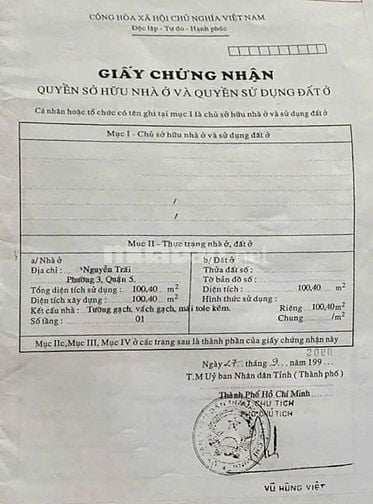 CỘNG HÒA XÃ HỘI CHỦ NGHĨA VIỆT NAM
Độc lập - Tự do - Hạnh phúc
GIẤY CHỨNG NHẬN
QUYỀN SỞ HỮU NHÀ Ở VÀ QUYỀN SỬ DỤNG ĐẤT Ở
Cá nhân hoặc tổ chức có tên ghi tại mục I là chủ sở hữu nhà ở và sử dụng đất ở
Mục I - Chủ sở hữu nhà ở và sử dụng đất ở
Mục II - Thực trạng nhà ở, đất ở
a/ Nhà ở
Địa chỉ : Nguyễn Trãi
Phường 3, Quận 5.
Tổng diện tích sử dụng : 100,40 m2
Diện tích xây dựng : 100,40 m2
Kết cấu nhà : Tường gạch, vách gạch, mái tole kẽm.
Số tầng : 01
b/ Đất ở
Thửa đất số :
Tờ bản đồ số :
Diện tích : 100,40 m2
Hình thức sử dụng :
Riêng 100,40 m2
Chung / m2
Mục IIc, Mục III, Mục IV ở các trang sau là thành phần của giấy chứng nhận này
2000
Ngày 27 tháng 9 năm 199...
T.M Uỷ ban Nhân dân Tỉnh (Thành phố)
Thành Phố Hồ Chí Minh
CHỦ TỊCH
PHÓ CHỦ TỊCH
VŨ HÙNG VIỆT